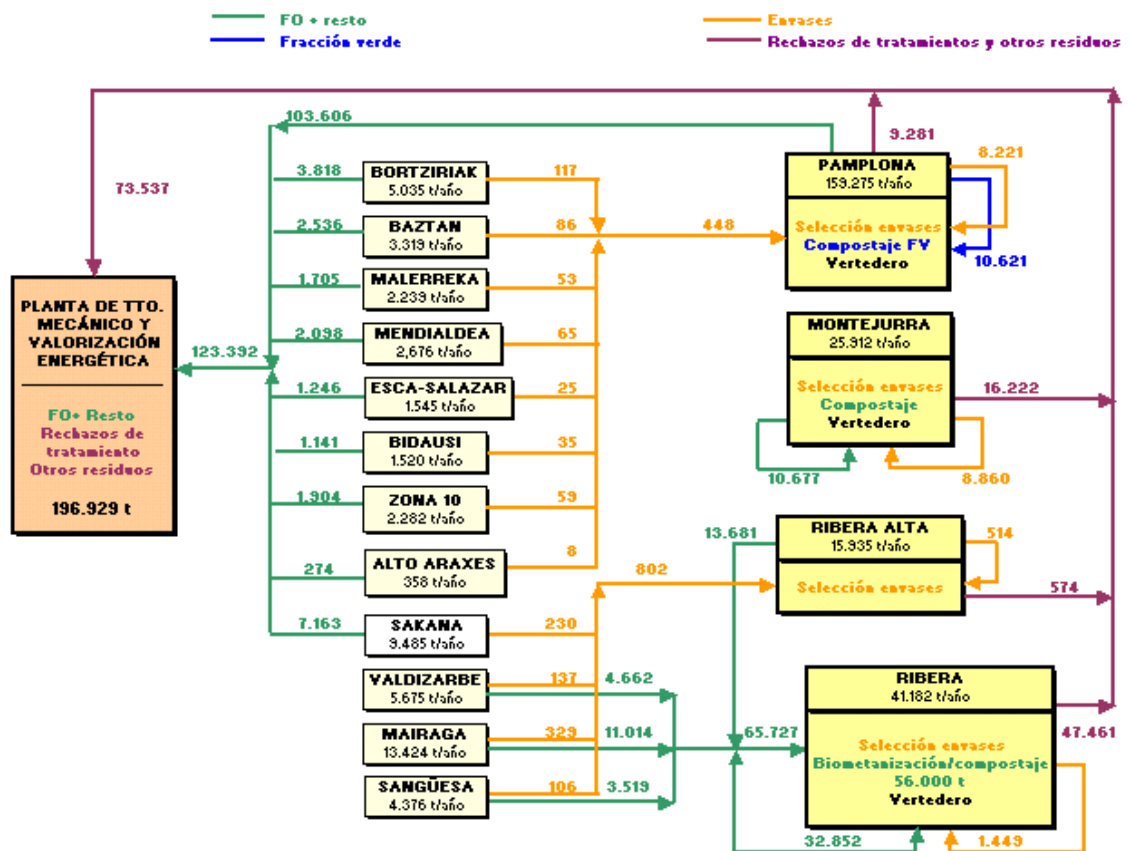 FO + resto
Envases
Fracción verde
Rechazos de tratamientos y otros residuos
103.606
9.281
8.221
73.537
3.818
BORTZIRIAK
5.035 t/año
117
PAMPLONA
159.275 t/año
2.536
BAZTAN
3.319 t/año
86
448
Selección envases
Compostaje FV
Vertedero
10.621
1.705
MALERREKA
2.239 t/año
53
PLANTA DE TTO.
MECÁNICO Y
VALORIZACIÓN
ENERGÉTICA
FO+ Resto
Rechazos de
tratamiento
Otros residuos
196.929 t
123.392
2.098
MENDIALDEA
2,676 t/año
65
MONTEJURRA
25.912 t/año
Selección envases
Compostaje
Vertedero
16.222
10.677
8.860
1.246
ESCA-SALAZAR
1.545 t/año
25
1.141
BIDAUSI
1.520 t/año
35
1.904
ZONA 10
2.282 t/año
59
274
ALTO ARAXES
358 t/año
8
13.681
RIBERA ALTA
15.935 t/año
514
802
Selección envases
574
7.163
SAKANA
9.485 t/año
230
VALDIZARBE
5.675 t/año
137
4.662
RIBERA
41.182 t/año
47.461
MAIRAGA
13.424 t/año
329
11.014
65.727
Selección envases
Biometanización/compostaje
56.000 t
Vertedero
SANGÜESA
4.376 t/año
106
3.519
32.852
1.449